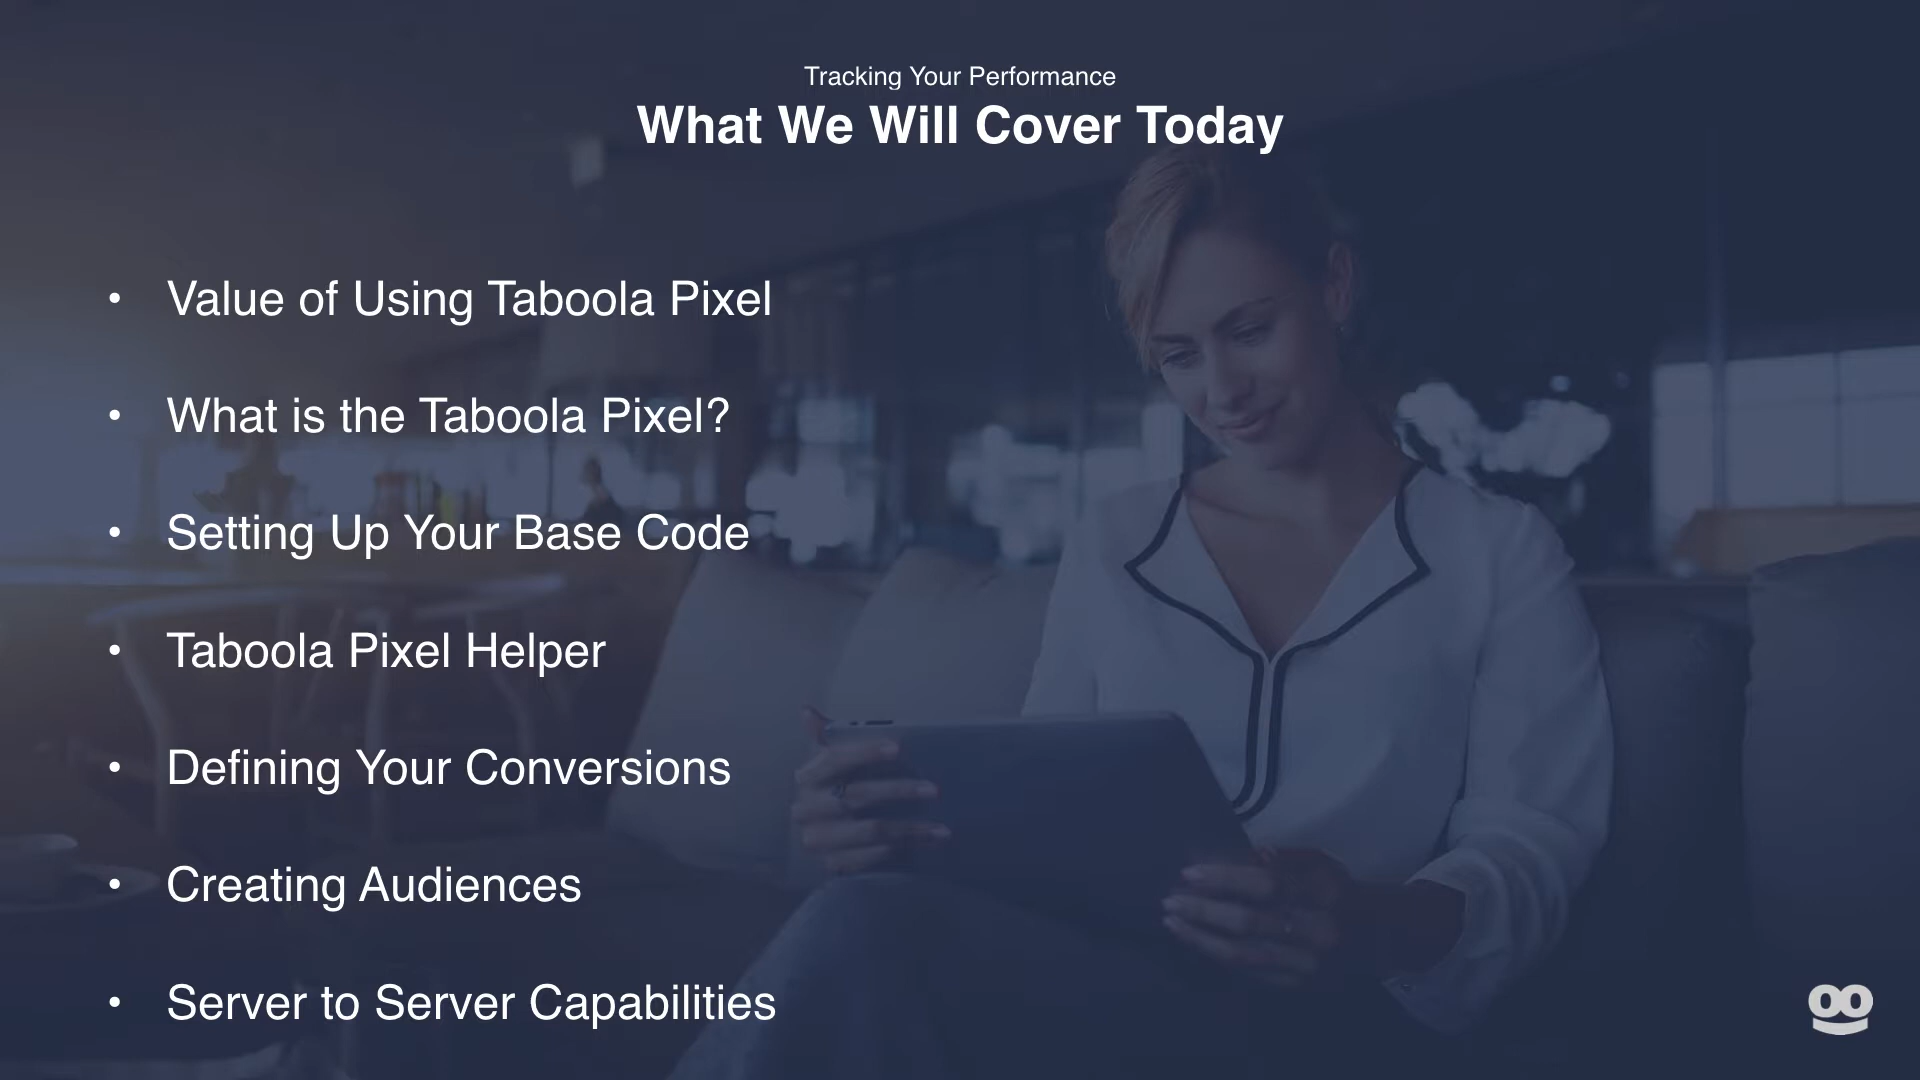 Tracking Your Performance
What We Will Cover Today
• Value of Using Taboola Pixel
• What is the Taboola Pixel?
• Setting Up Your Base Code
• Taboola Pixel Helper
• Defining Your Conversions
• Creating Audiences
• Server to Server Capabilities